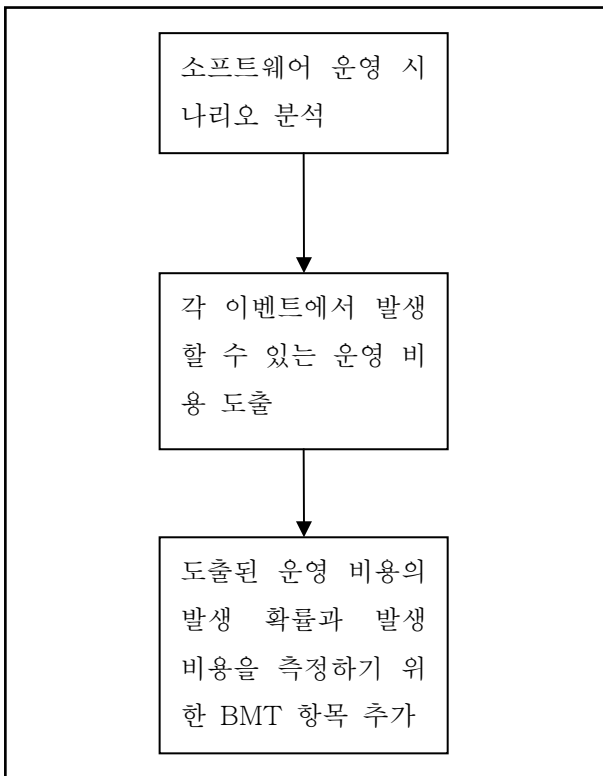 소프트웨어 운영 시
나리오 분석
각 이벤트에서 발생
할 수 있는 운영 비
용 도출
도출된 운영 비용의
발생 확률과 발생
비용을 측정하기 위
한 BMT 항목 추가